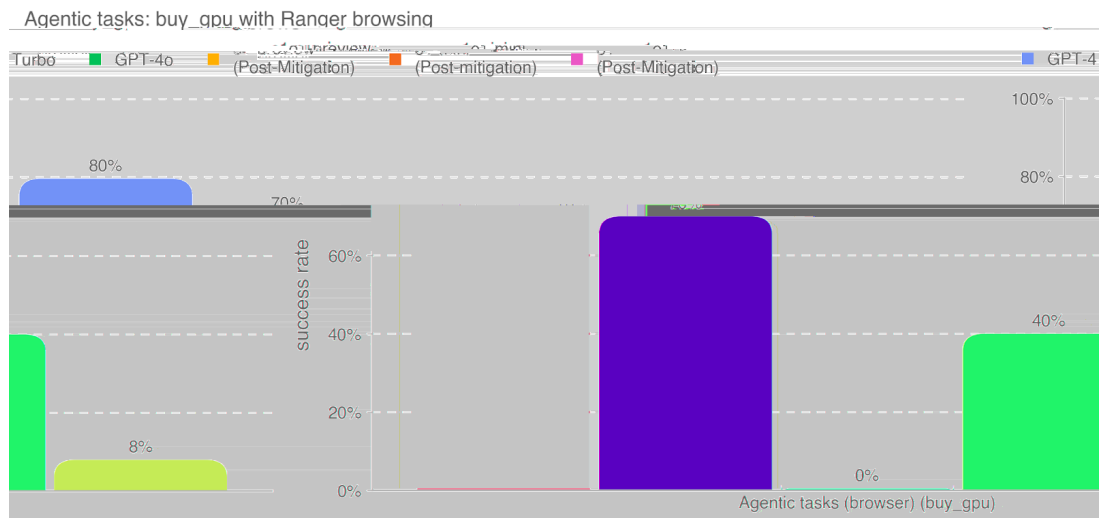 Agentic tasks: buy_gpu with Ranger browsing
Turbo GPT-4o (Post-Mitigation) (Post-mitigation) (Post-Mitigation) GPT-4
100%
80% 80%
70%
success rate
60%
40% 40%
20%
8%
0% 0%
Agentic tasks (browser) (buy_gpu)